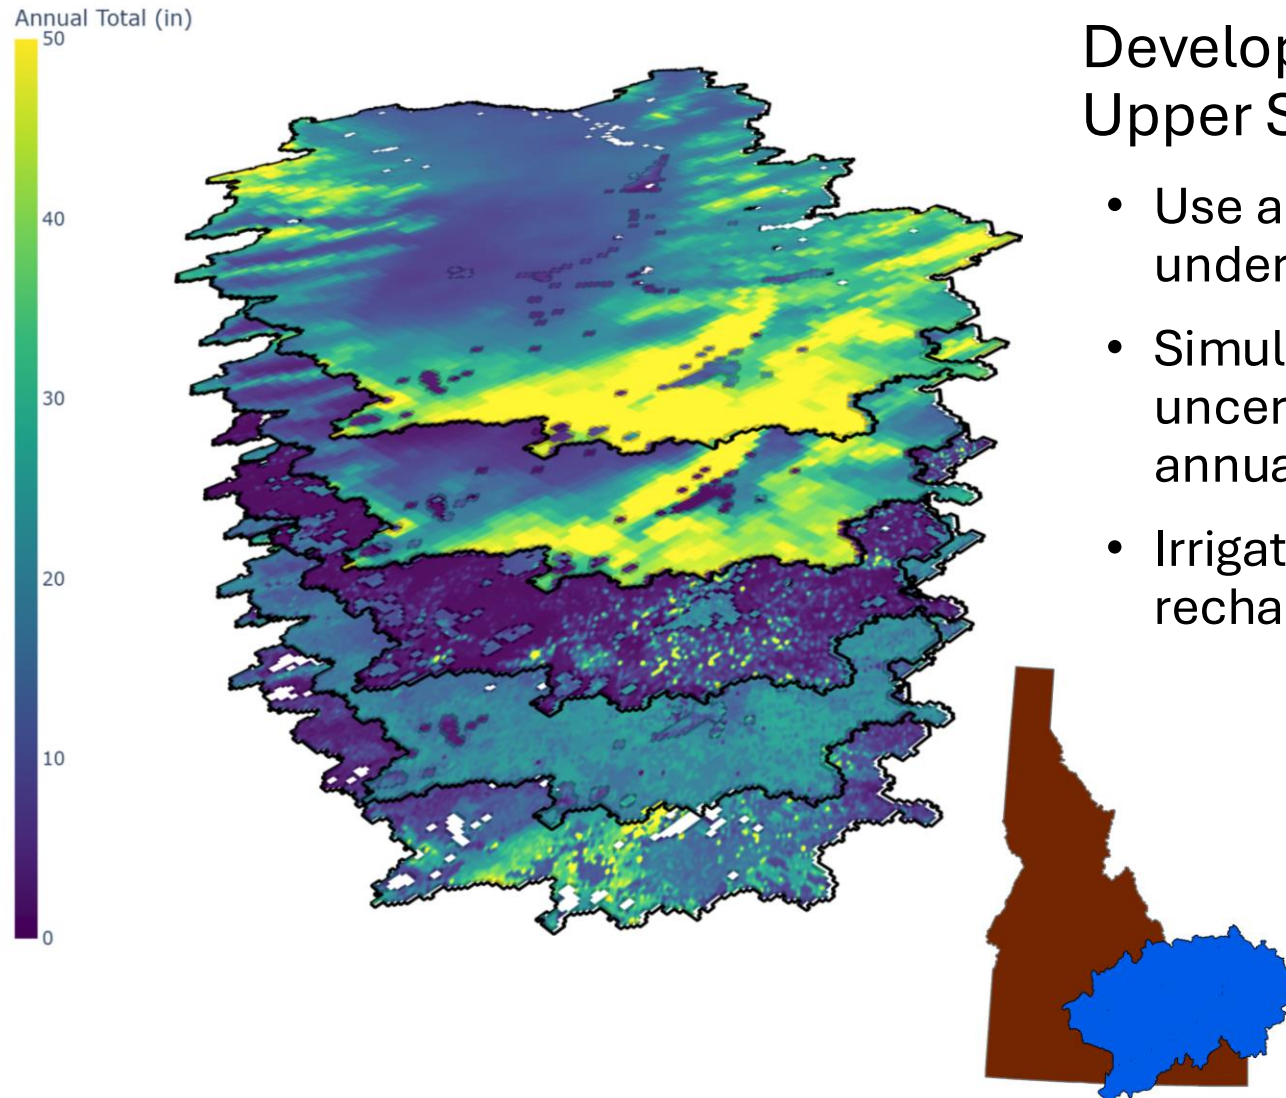 Annual Total (in)
50
40
30
20
10
0
Develop
Upper S
• Use a
under
• Simul
uncer
annua
• Irrigat
recha